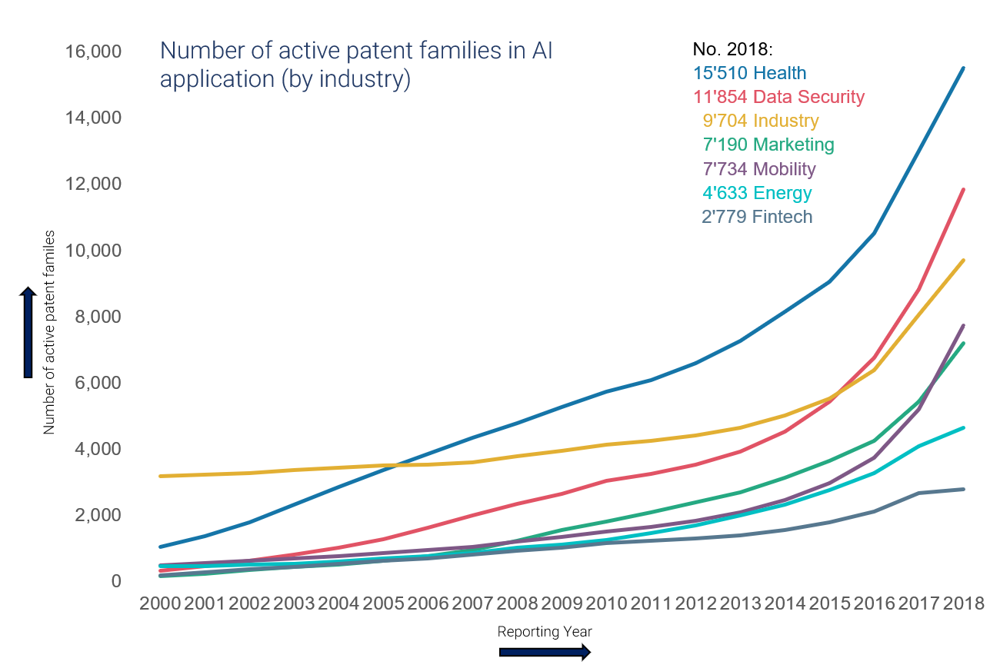 Number of active patent families in AI
application (by industry)
No. 2018:
15'510 Health
11'854 Data Security
9'704 Industry
7'190 Marketing
7'734 Mobility
4'633 Energy
2'779 Fintech
16,000
14,000
12,000
10,000
8,000
6,000
4,000
2,000
0
Number of active patent familes
2000 2001 2002 2003 2004 2005 2006 2007 2008 2009 2010 2011 2012 2013 2014 2015 2016 2017 2018
Reporting Year